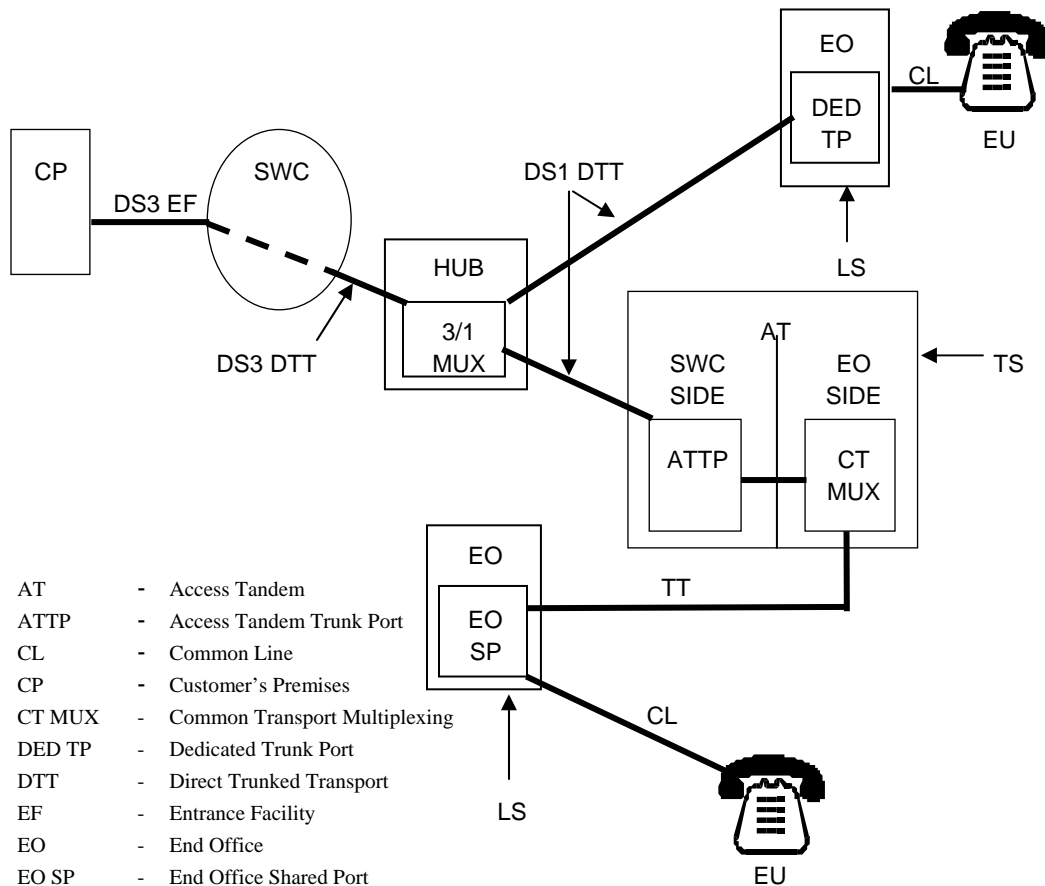 EO
DED
TP
CL
EU
LS
CP
DS3 EF
SWC
DS1 DTT
HUB
3/1
MUX
DS3 DTT
AT
SWC
SIDE
EO
SIDE
TS
ATTP
CT
MUX
TT
EO
EO
SP
CL
LS
EU
AT - Access Tandem
ATTP - Access Tandem Trunk Port
CL - Common Line
CP - Customer’s Premises
CT MUX - Common Transport Multiplexing
DED TP - Dedicated Trunk Port
DTT - Direct Trunked Transport
EF - Entrance Facility
EO - End Office
EO SP - End Office Shared Port